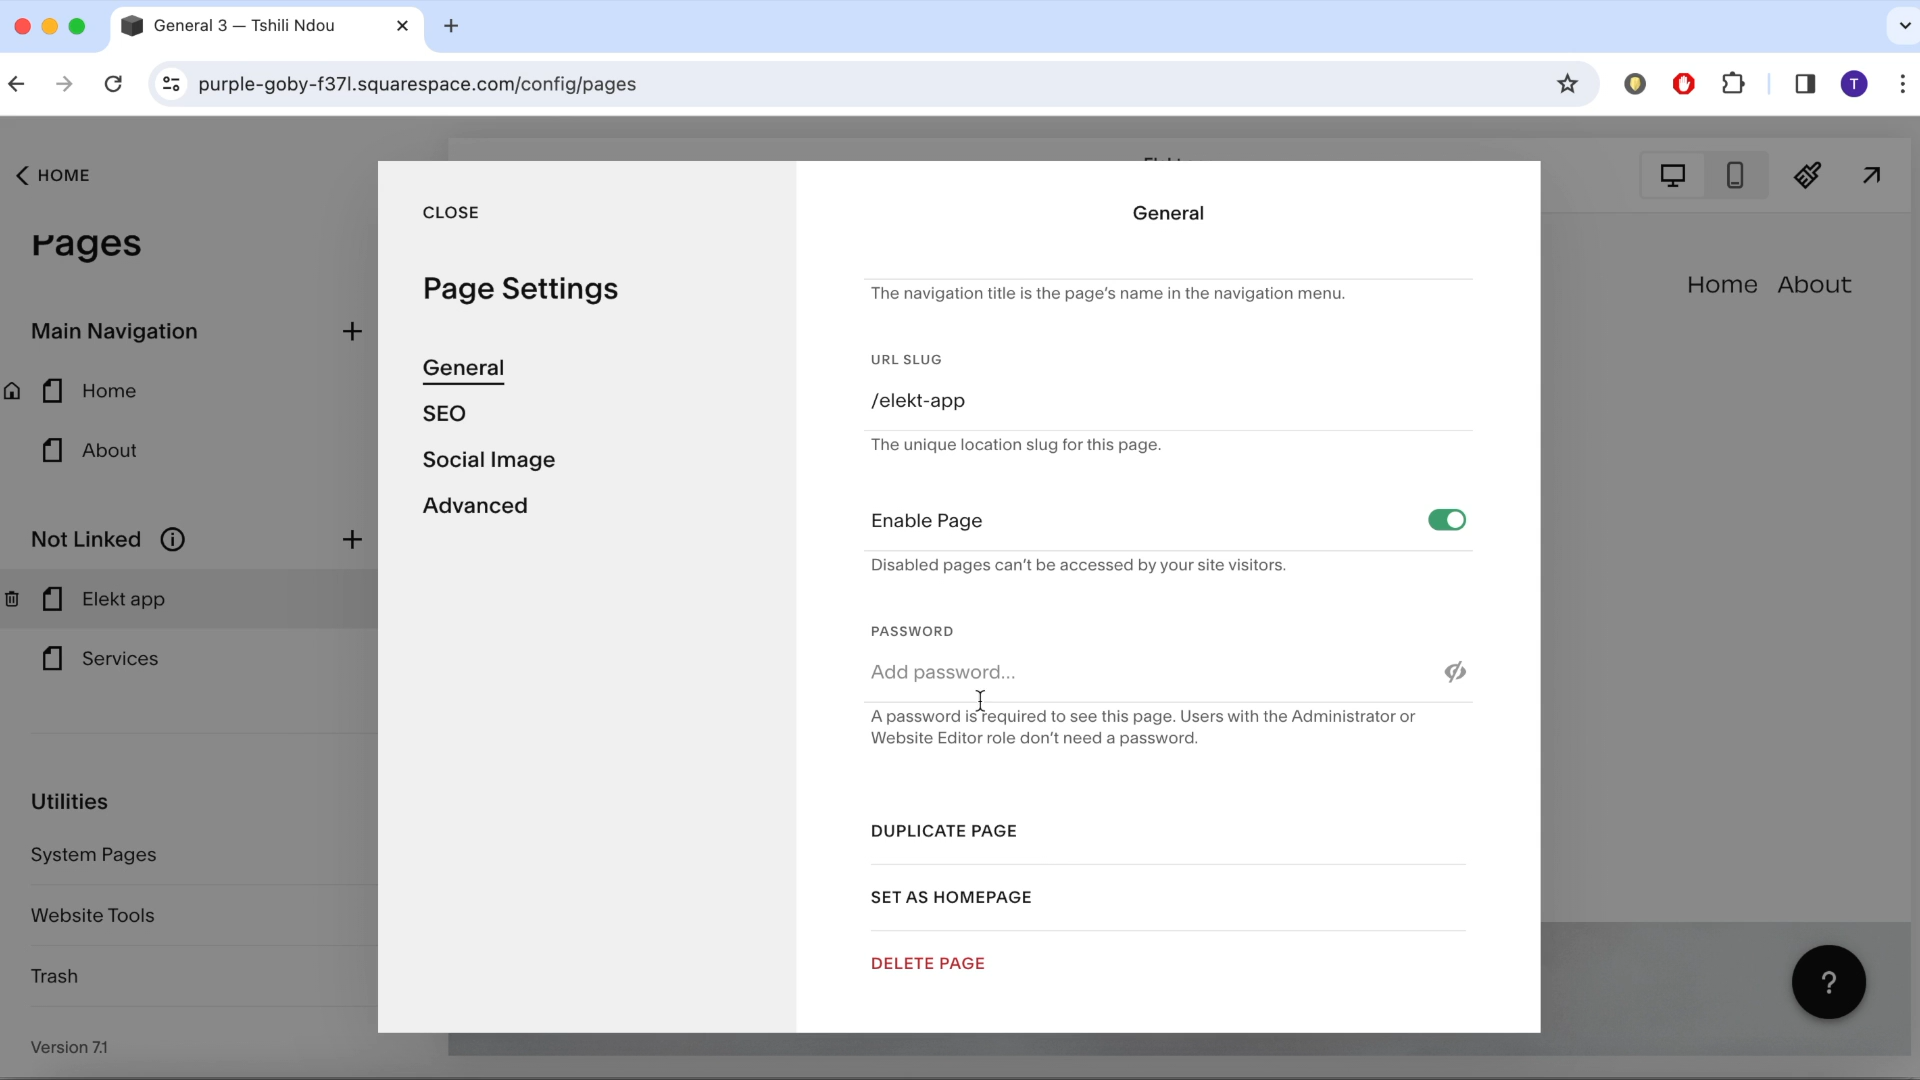 General 3 — Tshili Ndou
purple-goby-f37l.squarespace.com/config/pages
T
HOME
Pages
Main Navigation
Home
About
Not Linked
Elekt app
Services
Utilities
System Pages
Website Tools
Trash
Version 7.1
CLOSE
Page Settings
General
SEO
Social Image
Advanced
General
The navigation title is the page's name in the navigation menu.
URL SLUG
/elekt-app
The unique location slug for this page.
Enable Page
Disabled pages can't be accessed by your site visitors.
PASSWORD
Add password...
A password is required to see this page. Users with the Administrator or
Website Editor role don't need a password.
DUPLICATE PAGE
SET AS HOMEPAGE
DELETE PAGE
Home About
?